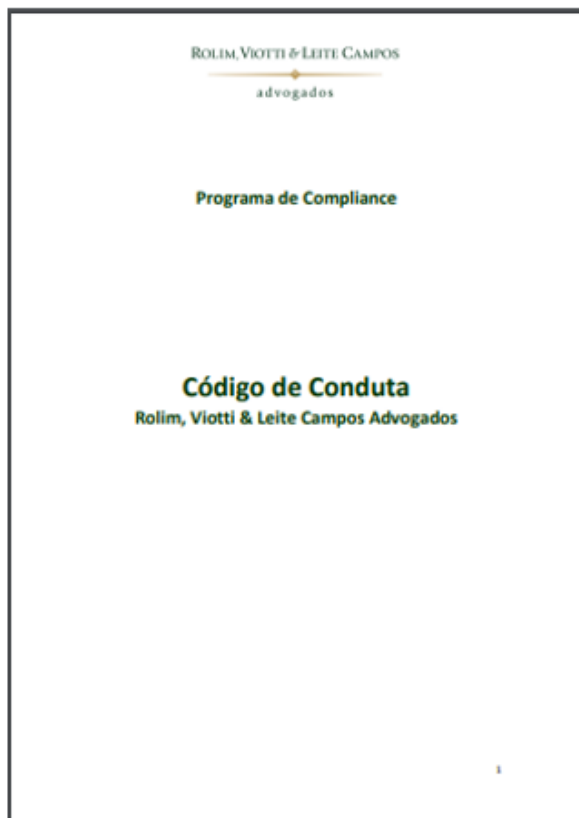 ROLIM, VIOTTI & LEITE CAMPOS
advogados
Programa de Compliance
Código de Conduta
Rolim, Viotti & Leite Campos Advogados
1